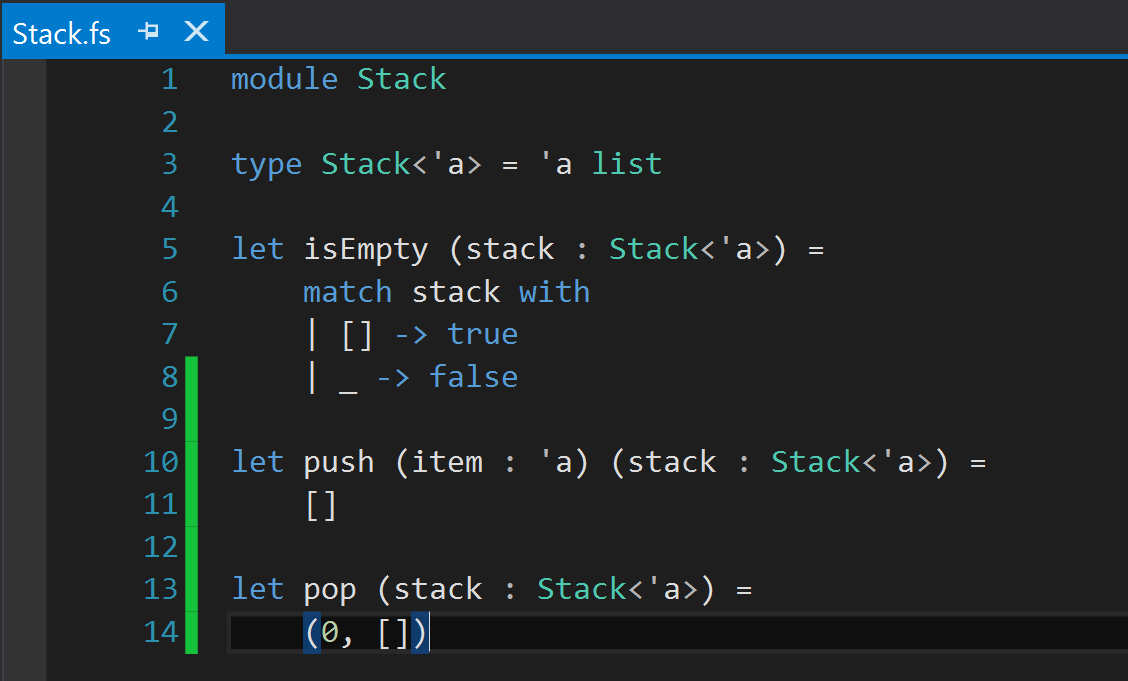 Stack.fs
1 module Stack
2
3 type Stack<'a> = 'a list
4
5 let isEmpty (stack : Stack<'a>) =
6     match stack with
7     | [] -> true
8     | _ -> false
9
10 let push (item : 'a) (stack : Stack<'a>) =
11     []
12
13 let pop (stack : Stack<'a>) =
14     (0, [])